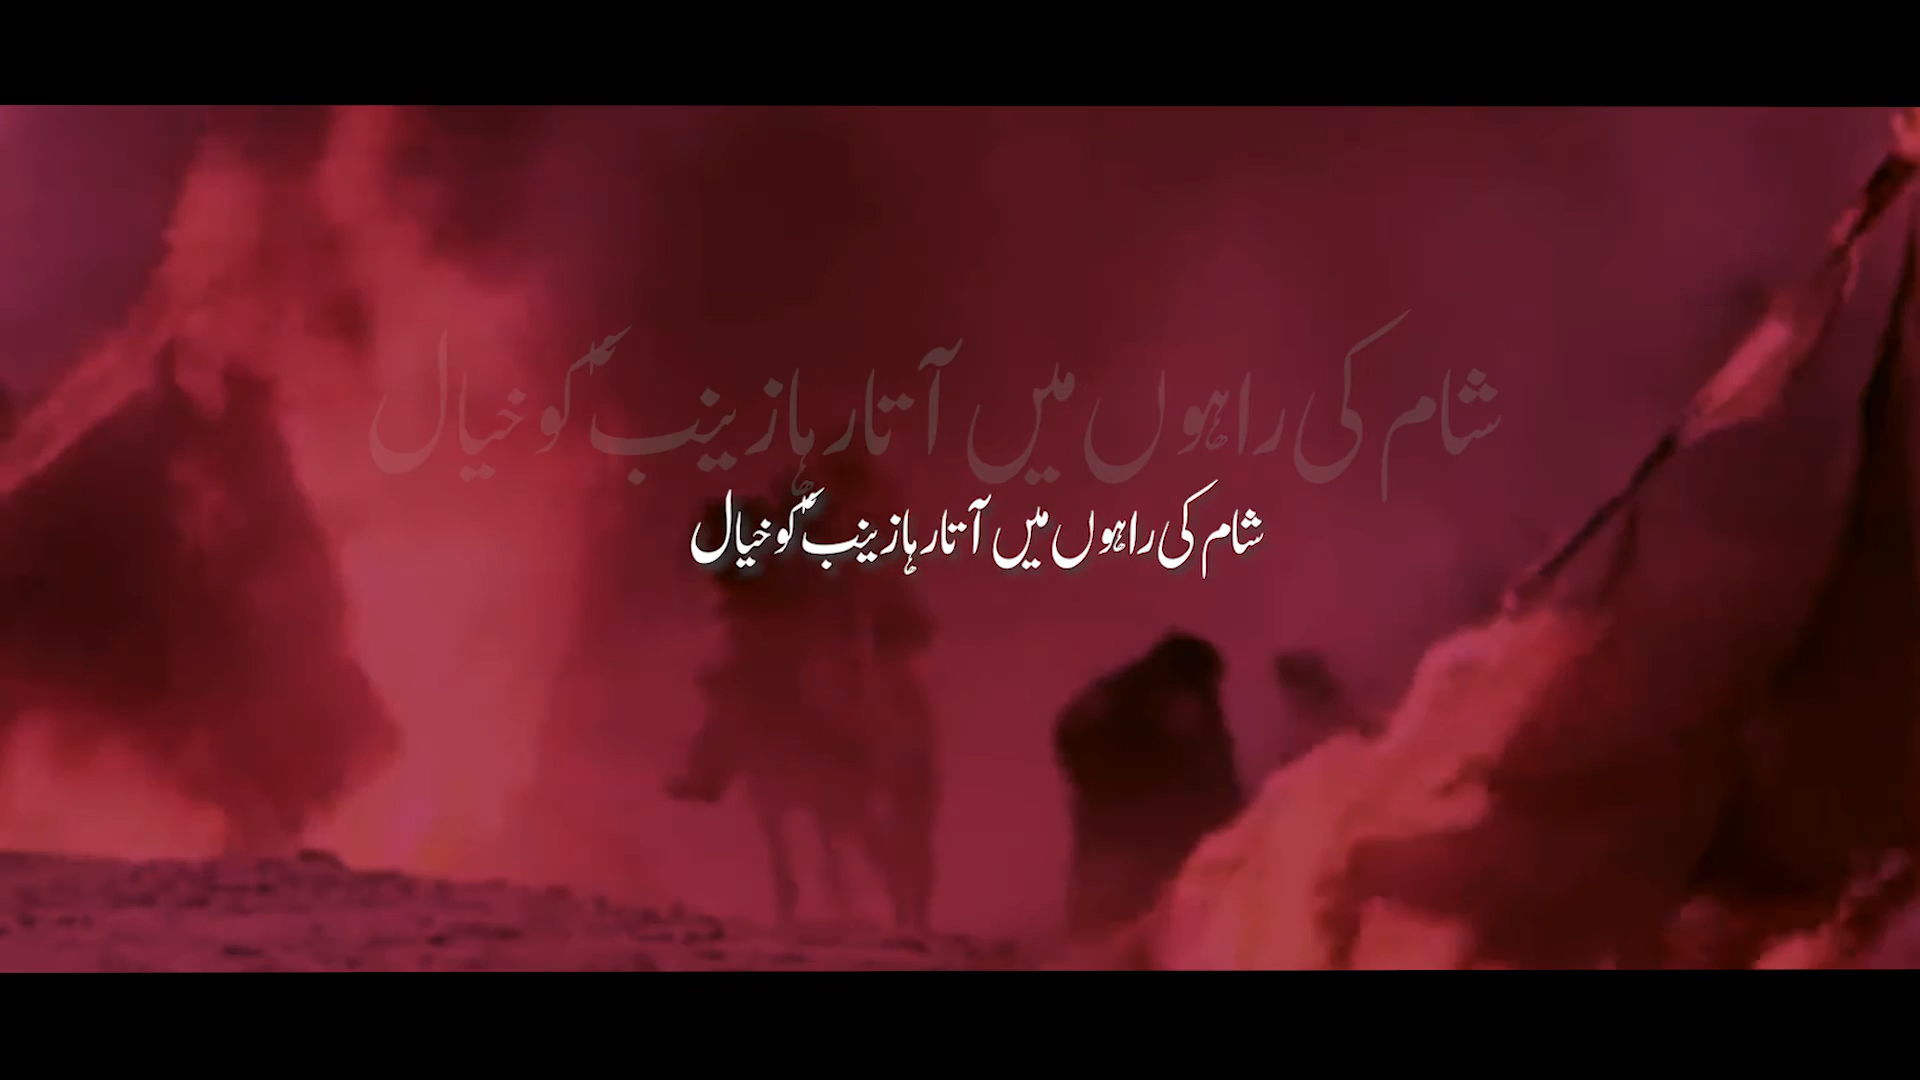 شام کی راہوں میں آتا رہا زینبؑ کو خیال
شام کی راہوں میں آتا رہا زینبؑ کو خیال